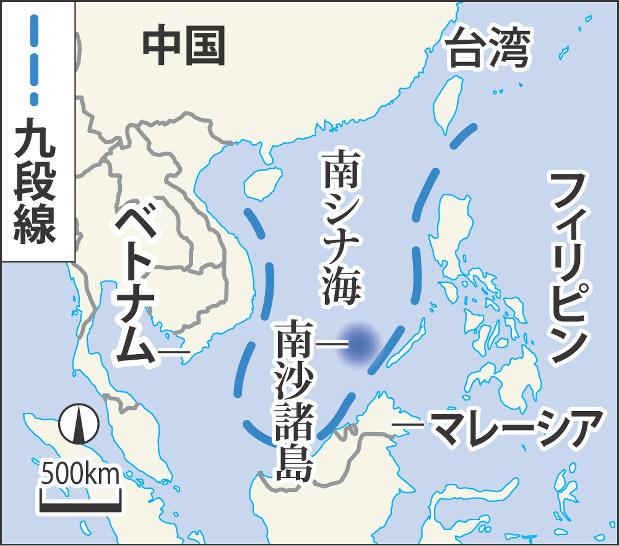 九段線
中国
台湾
南シナ海
ベトナム
フィリピン
南沙諸島
マレーシア
500km